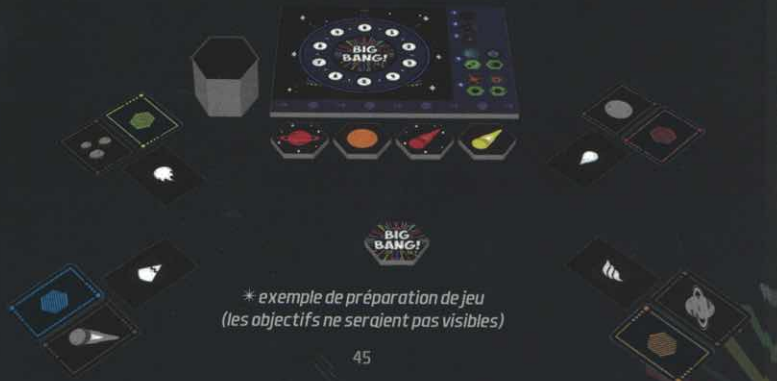 BIG
BANG!
BIG
BANG!
* exemple de préparation de jeu
(les objectifs ne seraient pas visibles)
45